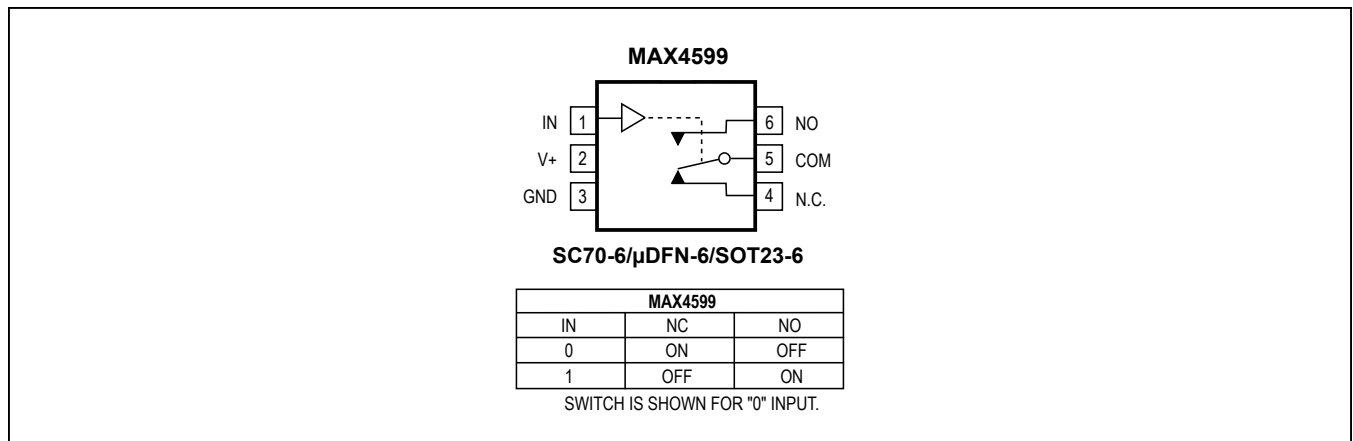 MAX4599
IN 1
6 NO
V+ 2
5 COM
GND 3
4 N.C.
SC70-6/µDFN-6/SOT23-6
MAX4599
IN NC NO
0 ON OFF
1 OFF ON
SWITCH IS SHOWN FOR "0" INPUT.